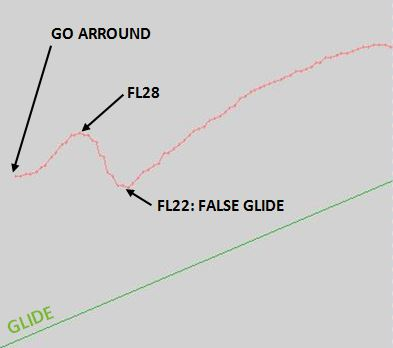 GO ARROUND
FL28
FL22: FALSE GLIDE
GLIDE